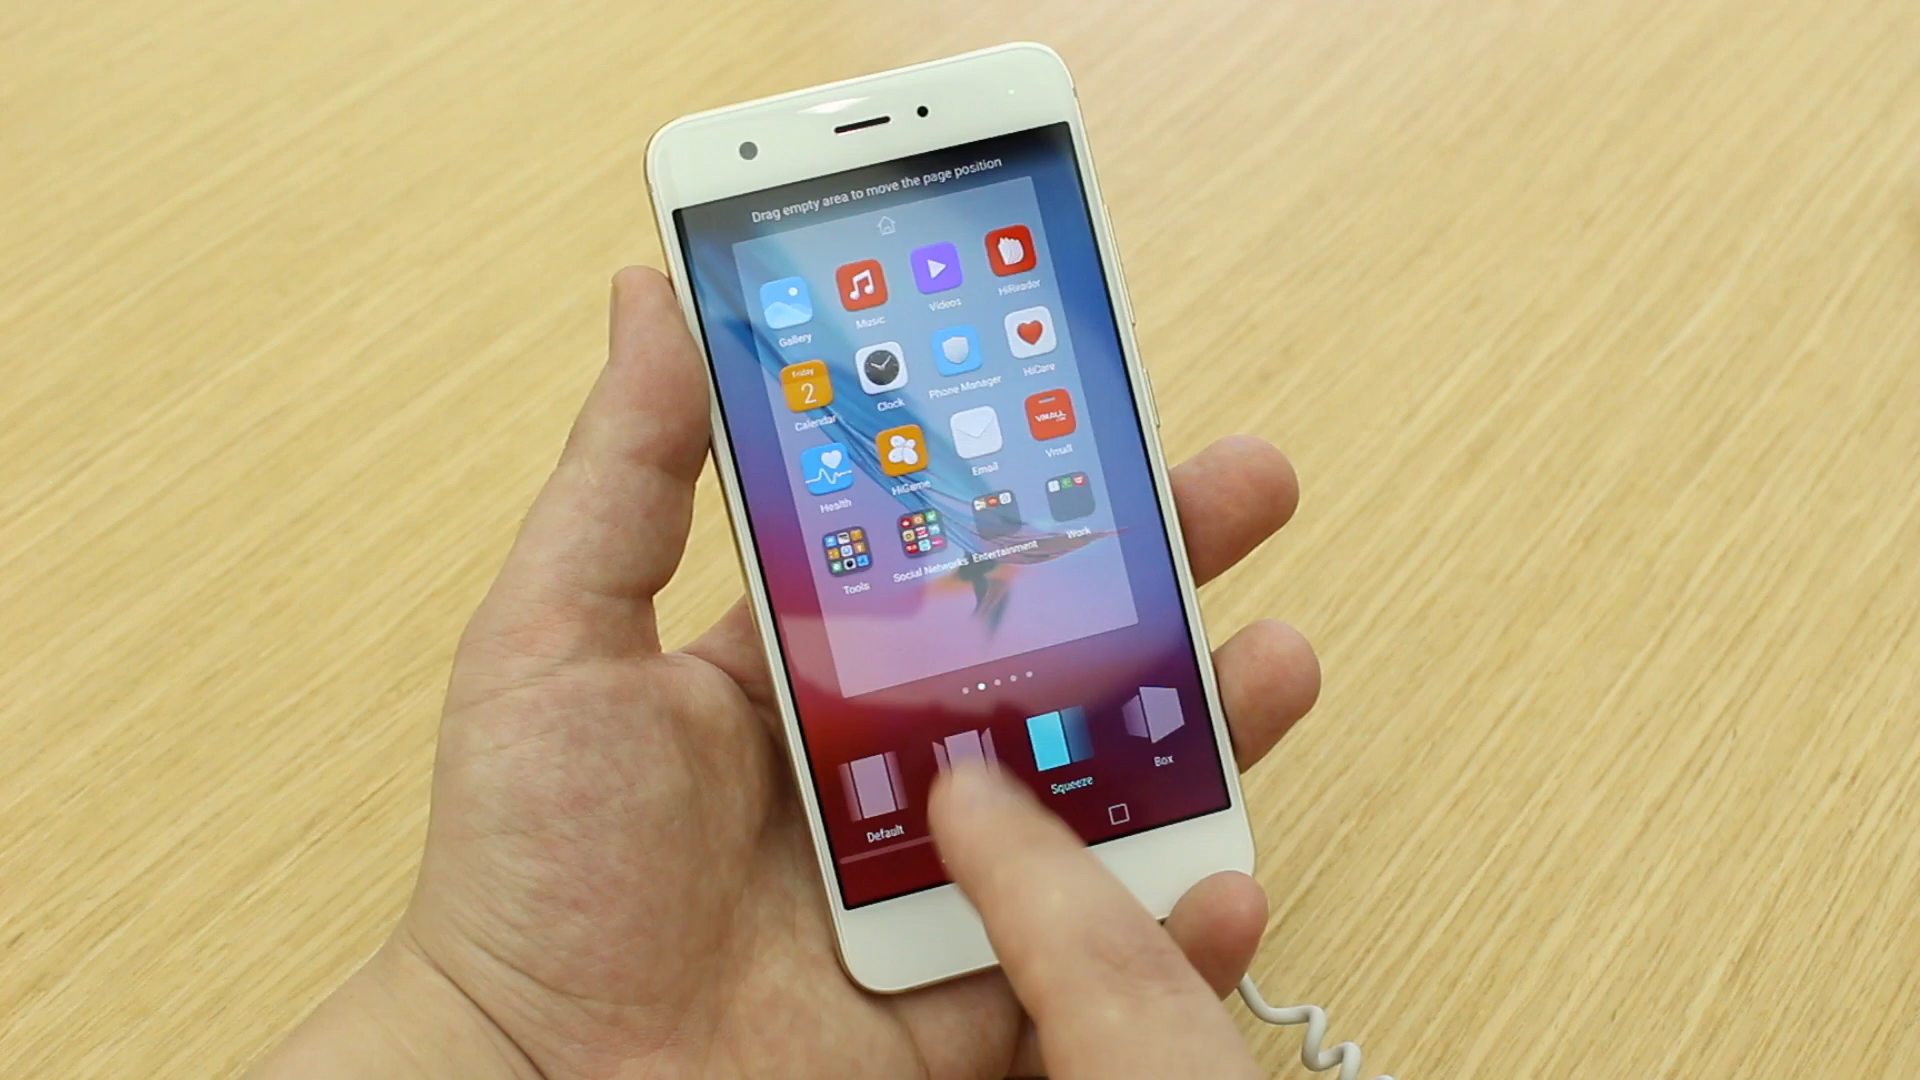 Drag empty area to move the page position
Gallery
Music
Videos
HiReader
Friday
2
Calendar
Clock
Phone Manager
HiCare
VMALL
Health
HiGame
Email
Vmall
Tools
Social Networks
Entertainment
Work
Default
Squeeze
Box